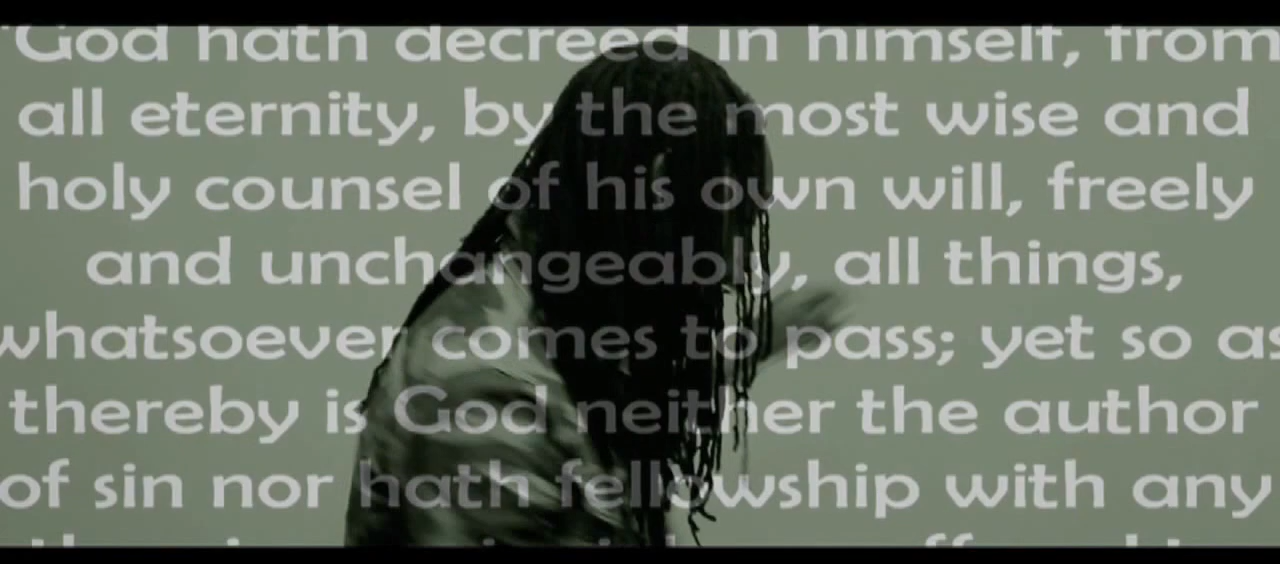 "God hath decreed in himself, from
all eternity, by the most wise and
holy counsel of his own will, freely
and unchangeably, all things,
whatsoever comes to pass; yet so as
thereby is God neither the author
of sin nor hath fellowship with any